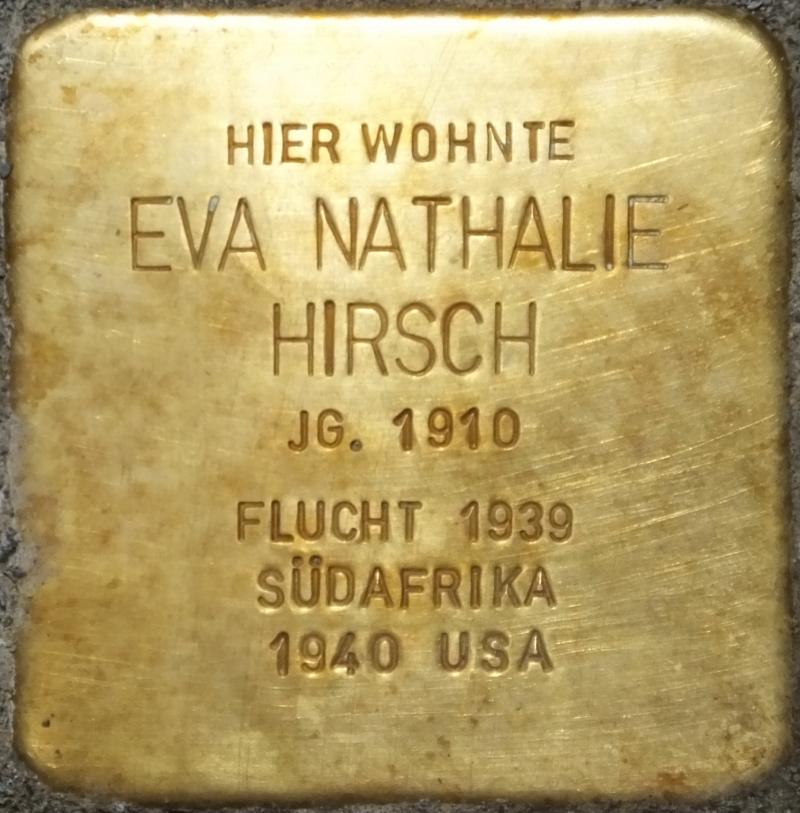 HIER WOHNTE
EVA NATHALIE
HIRSCH
JG. 1910
FLUCHT 1939
SÜDAFRIKA
1940 USA